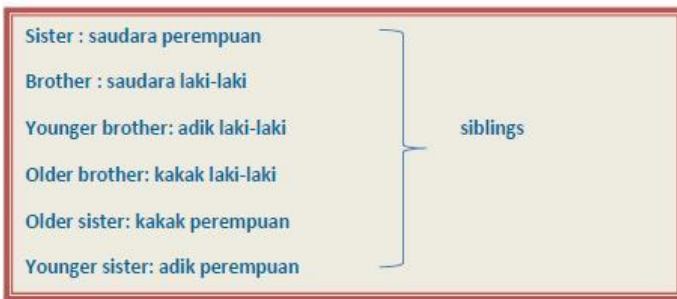 Sister : saudara perempuan
Brother : saudara laki-laki
Younger brother: adik laki-laki
siblings
Older brother: kakak laki-laki
Older sister: kakak perempuan
Younger sister: adik perempuan